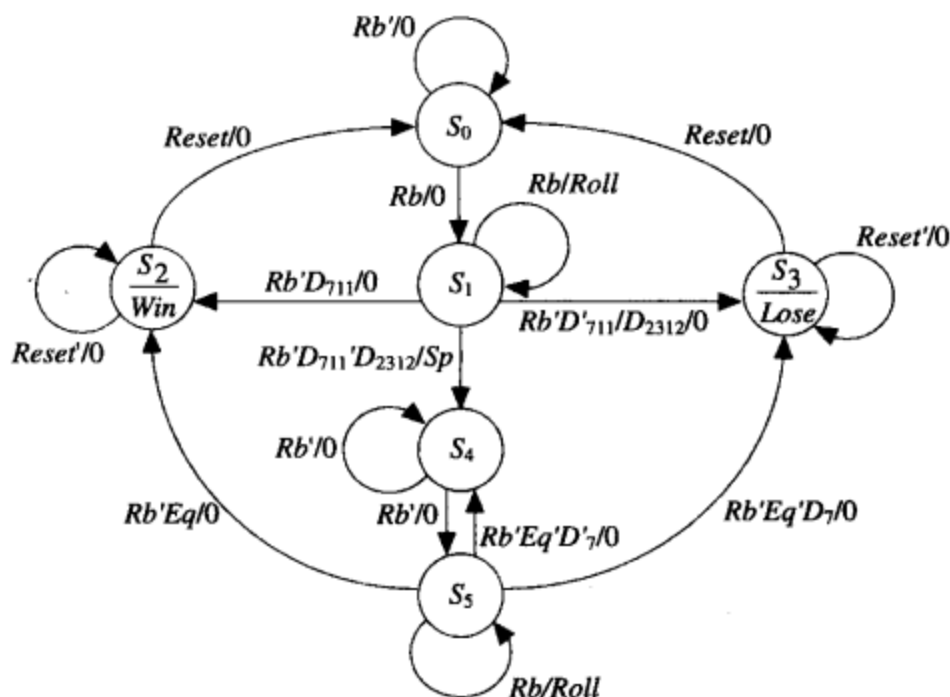 Rb'/0
S₀
Reset/0
Reset/0
Rb/0
Rb/Roll
Reset'/0
S₂
Win
Rb'D₇₁₁/0
S₁
Rb'D'₇₁₁/D₂₃₁₂/0
S₃
Lose
Reset'/0
Rb'D₇₁₁'D₂₃₁₂/Sp
Rb'/0
S₄
Rb'Eq/0
Rb'/0
Rb'Eq'D'₇/0
Rb'Eq'D₇/0
S₅
Rb/Roll